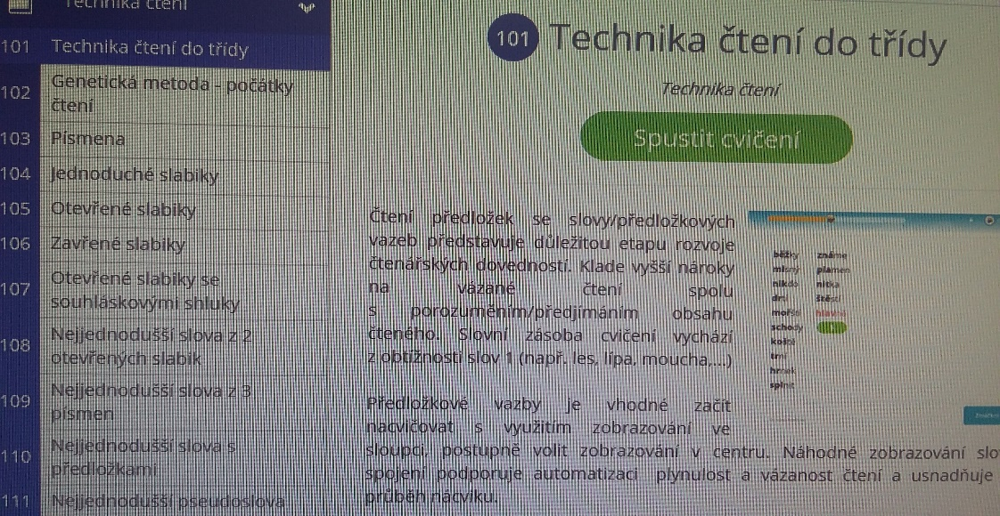 Technika čtení
101 Technika čtení do třídy
102 Genetická metoda - počátky
čtení
103 Písmena
104 Jednoduché slabiky
105 Otevřené slabiky
106 Zavřené slabiky
107 Otevřené slabiky se
souhláskovými shluky
108 Nejjednodušší slova z 2
otevřených slabik
109 Nejjednodušší slova z 3
písmen
110 Nejjednodušší slova s
předložkami
111 Nejjednodušší pseudoslova
101 Technika čtení do třídy
Technika čtení
Spustit cvičení
Čtení předložek se slovy/předložkových
vazeb představuje důležitou etapu rozvoje
čtenářských dovedností. Klade vyšší nároky
na vázané čtení spolu
s porozuměním/předjímáním obsahu
čteného. Slovní zásoba cvičení vychází
z obtížnosti slov 1 (např. les, lípa, moucha,...)
Předložkové vazby je vhodné začít
nacvičovat s využitím zobrazování ve
sloupci, postupně volit zobrazování v centru. Náhodné zobrazování slo
spojení podporuje automatizaci plynulost a vázanost čtení a usnadňuje
průběh nácviku.
běžky známe
mlsný plamen
nikdo nitka
drtí štěstí
mořští hlavně
schody
koště
trní
hrnek
splnit